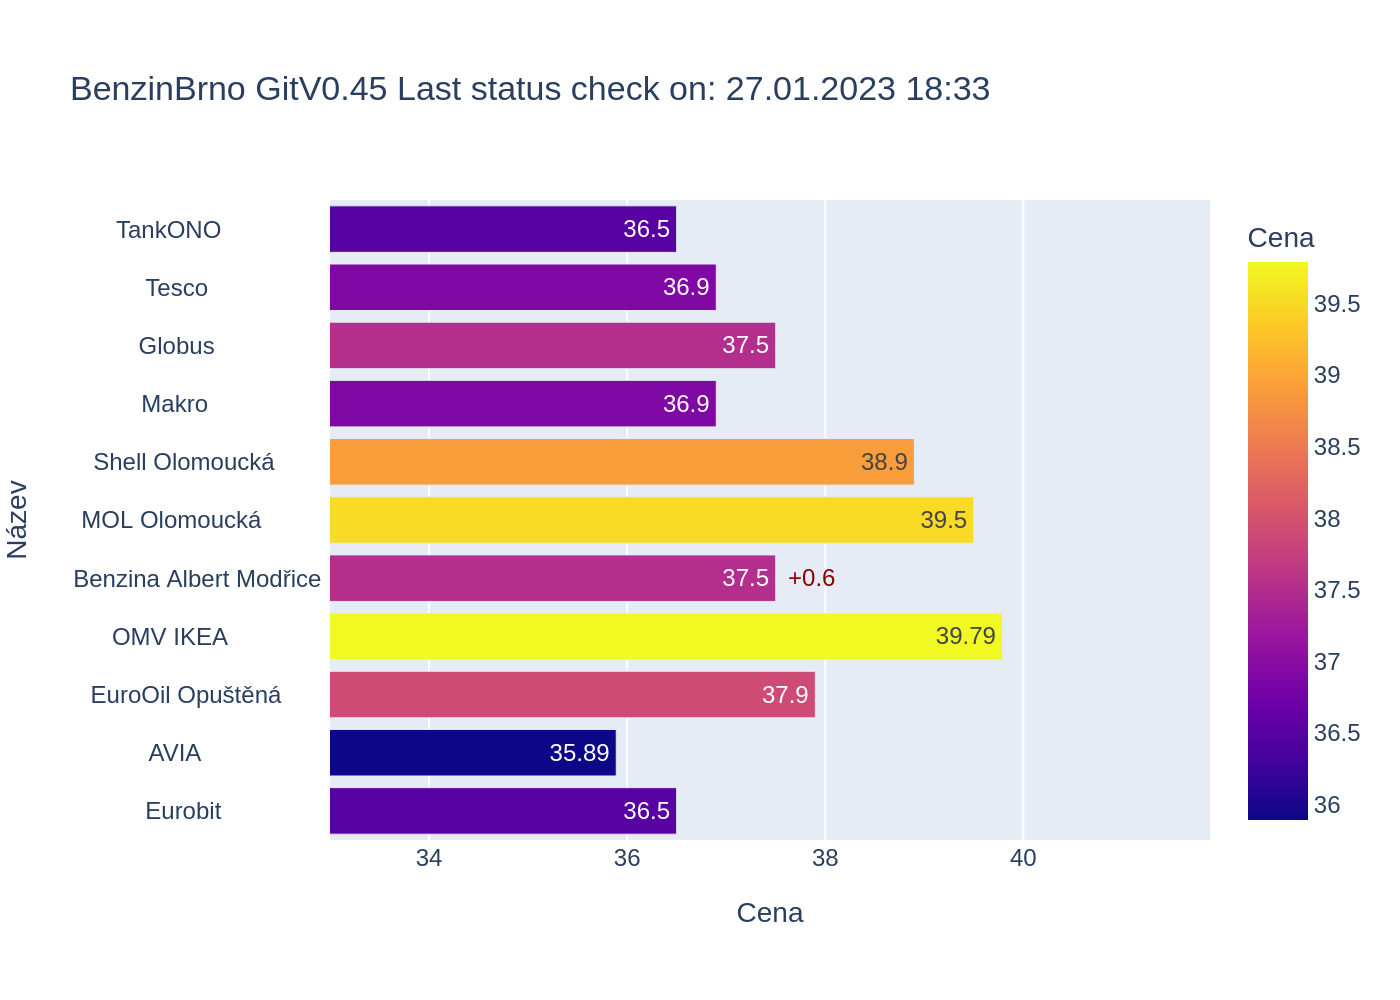 BenzinBrno GitV0.45 Last status check on: 27.01.2023 18:33
Název
TankONO 36.5
Tesco 36.9
Globus 37.5
Makro 36.9
Shell Olomoucká 38.9
MOL Olomoucká 39.5
Benzina Albert Modřice 37.5 +0.6
OMV IKEA 39.79
EuroOil Opuštěná 37.9
AVIA 35.89
Eurobit 36.5
34 36 38 40
Cena
Cena
39.5
39
38.5
38
37.5
37
36.5
36